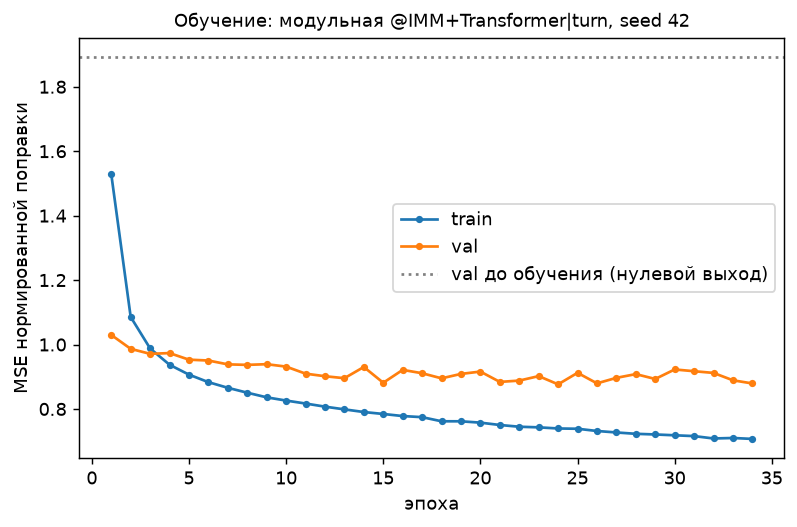 Обучение: модульная @IMM+Transformer|turn, seed 42
MSE нормированной поправки
1.8
1.6
1.4
1.2
1.0
0.8
train
val
val до обучения (нулевой выход)
0 5 10 15 20 25 30 35
эпоха